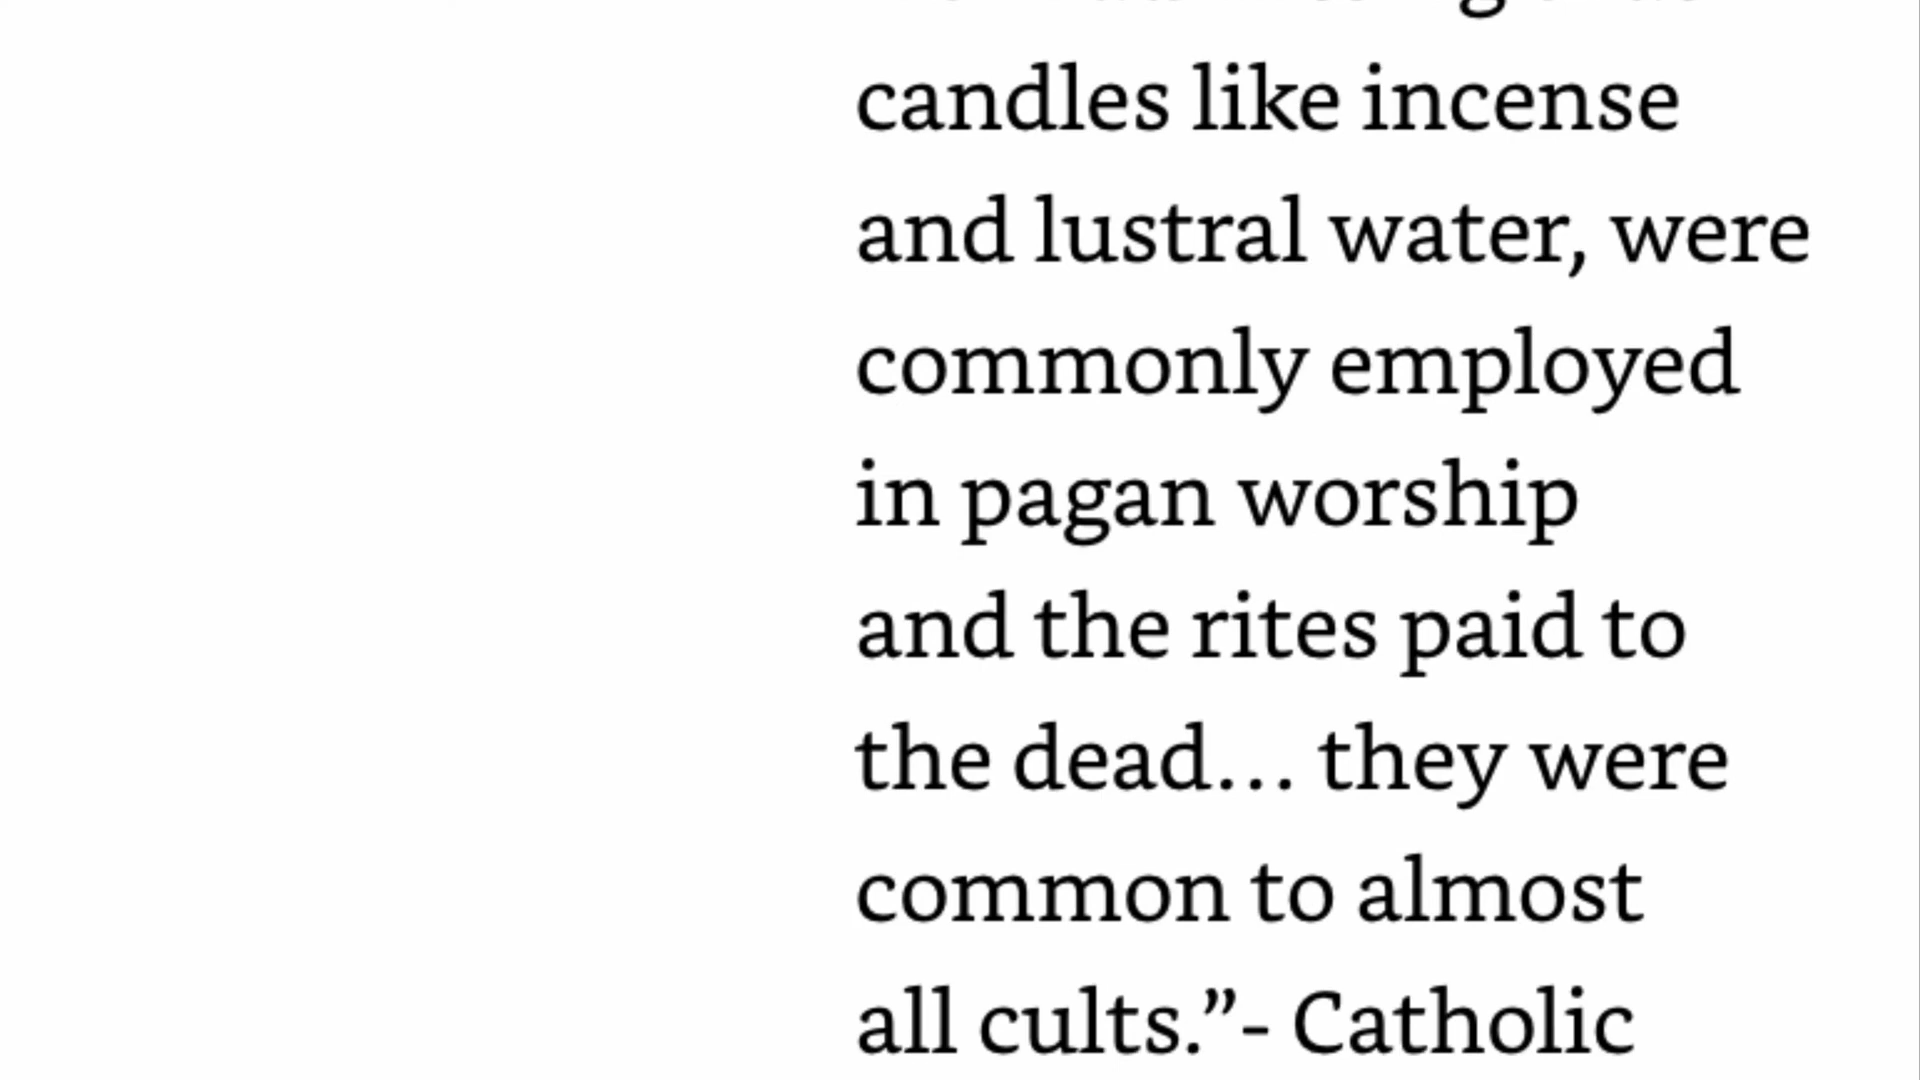 candles like incense
and lustral water, were
commonly employed
in pagan worship
and the rites paid to
the dead… they were
common to almost
all cults.”- Catholic